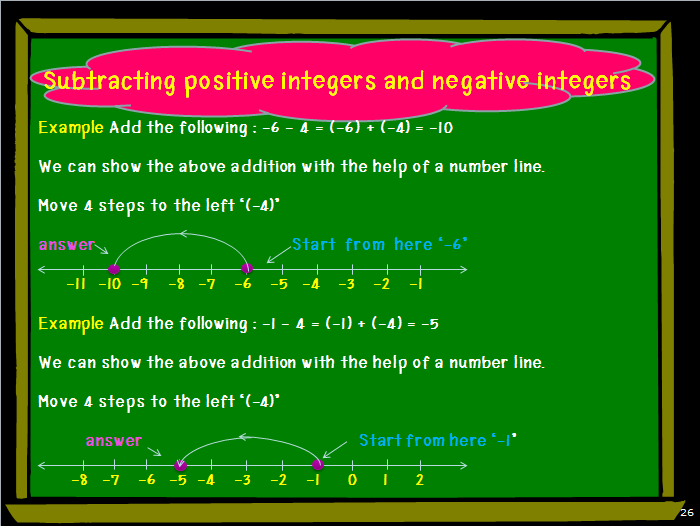 Subtracting positive integers and negative integers
Example Add the following : -6 - 4 = (-6) + (-4) = -10
We can show the above addition with the help of a number line.
Move 4 steps to the left ‘(-4)’
answer Start from here ‘-6’
-11 -10 -9 -8 -7 -6 -5 -4 -3 -2 -1
Example Add the following : -1 - 4 = (-1) + (-4) = -5
We can show the above addition with the help of a number line.
Move 4 steps to the left ‘(-4)’
answer Start from here ‘-1’
-8 -7 -6 -5 -4 -3 -2 -1 0 1 2
26